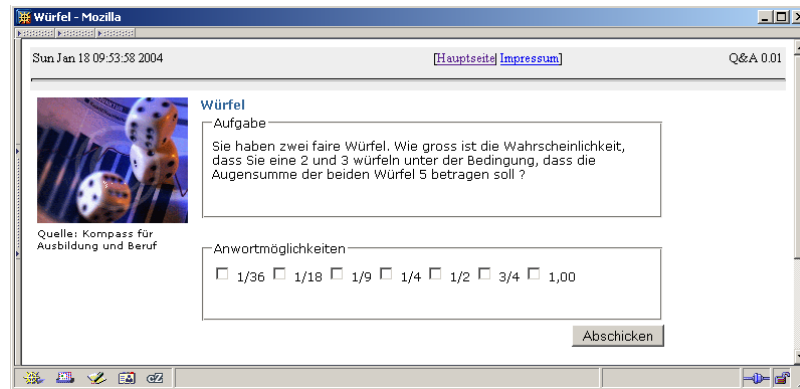 Würfel - Mozilla
Sun Jan 18 09:53:58 2004 [Hauptseite| Impressum] Q&A 0.01
Würfel
Aufgabe
Sie haben zwei faire Würfel. Wie gross ist die Wahrscheinlichkeit,
dass Sie eine 2 und 3 würfeln unter der Bedingung, dass die
Augensumme der beiden Würfel 5 betragen soll ?
Quelle: Kompass für
Ausbildung und Beruf
Anwortmöglichkeiten
1/36 1/18 1/9 1/4 1/2 3/4 1,00
Abschicken
cZ